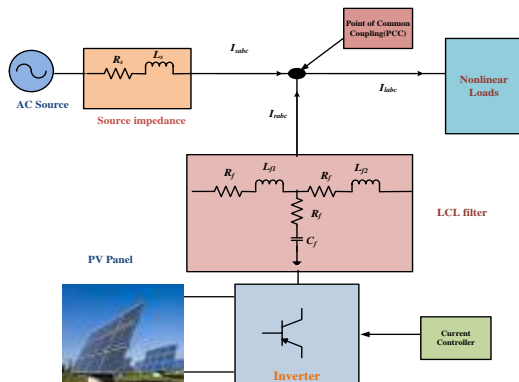 Point of Common
Coupling(PCC)
Rs
Ls
Isabc
Ilabc
Nonlinear
Loads
AC Source
Source impedance
Irabc
Rf
Lf1
Rf
Lf2
Rf
Cf
LCL filter
PV Panel
Current
Controller
Inverter